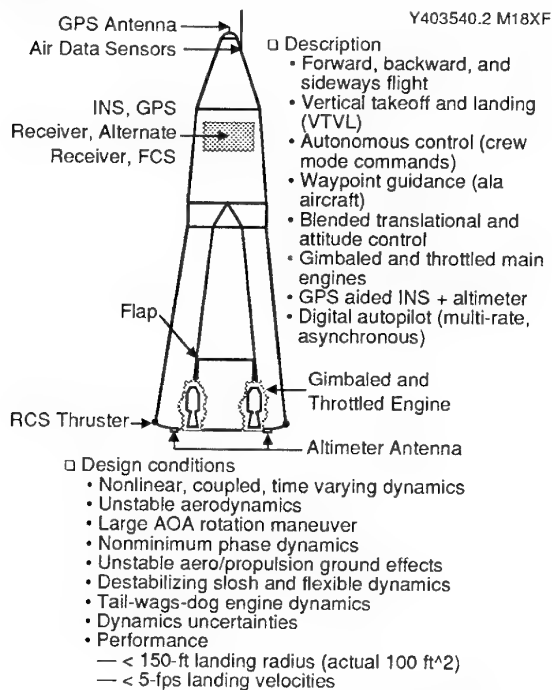 Y403540.2 M18XF
GPS Antenna
Air Data Sensors
INS, GPS
Receiver, Alternate
Receiver, FCS
Flap
RCS Thruster
Gimbaled and
Throttled Engine
Altimeter Antenna
□ Description
• Forward, backward, and
sideways flight
• Vertical takeoff and landing
(VTVL)
• Autonomous control (crew
mode commands)
• Waypoint guidance (ala
aircraft)
• Blended translational and
attitude control
• Gimbaled and throttled main
engines
• GPS aided INS + altimeter
• Digital autopilot (multi-rate,
asynchronous)
□ Design conditions
• Nonlinear, coupled, time varying dynamics
• Unstable aerodynamics
• Large AOA rotation maneuver
• Nonminimum phase dynamics
• Unstable aero/propulsion ground effects
• Destabilizing slosh and flexible dynamics
• Tail-wags-dog engine dynamics
• Dynamics uncertainties
• Performance
— < 150-ft landing radius (actual 100 ft^2)
— < 5-fps landing velocities